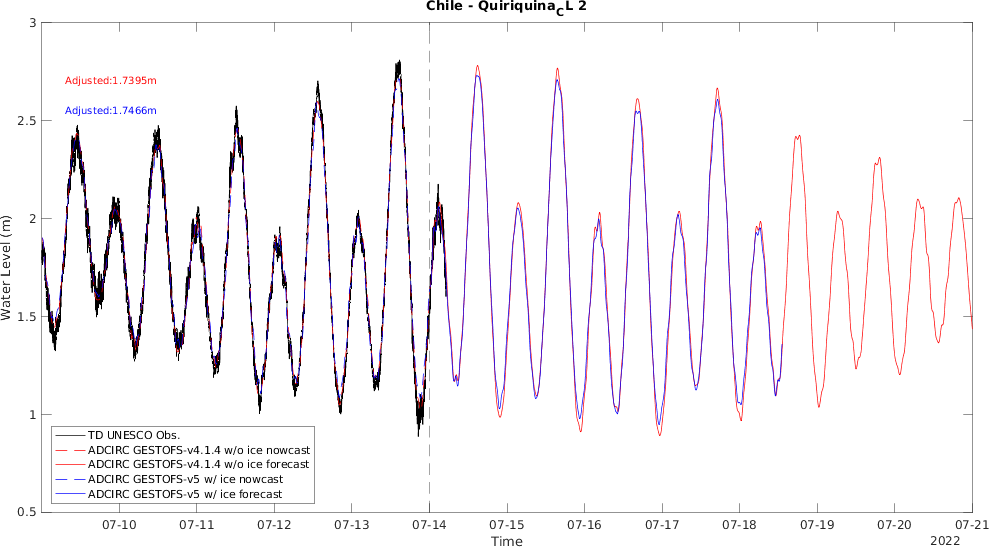 Chile - Quiriquina_CL 2
3
2.5
2
1.5
1
0.5
Water Level (m)
Adjusted:1.7395m
Adjusted:1.7466m
TD UNESCO Obs.
ADCIRC GESTOFS-v4.1.4 w/o ice nowcast
ADCIRC GESTOFS-v4.1.4 w/o ice forecast
ADCIRC GESTOFS-v5 w/ ice nowcast
ADCIRC GESTOFS-v5 w/ ice forecast
07-10 07-11 07-12 07-13 07-14 07-15 07-16 07-17 07-18 07-19 07-20 07-21
Time
2022